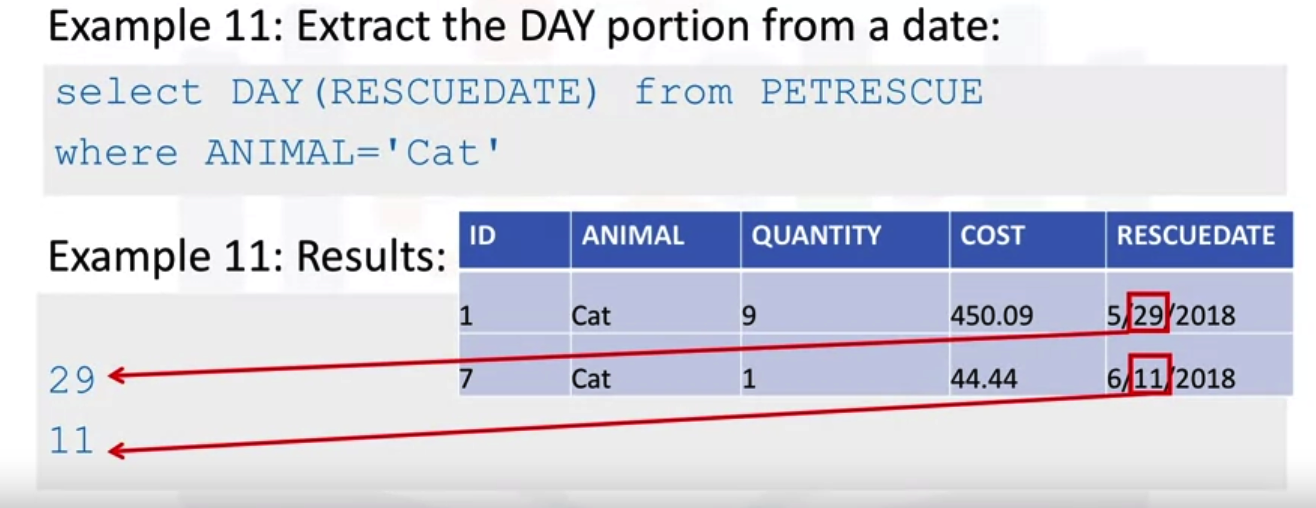 Example 11: Extract the DAY portion from a date:
select DAY(RESCUEDATE) from PETRESCUE
where ANIMAL='Cat'
Example 11: Results:
ID ANIMAL QUANTITY COST RESCUEDATE
1 Cat 9 450.09 5/29/2018
7 Cat 1 44.44 6/11/2018
29
11